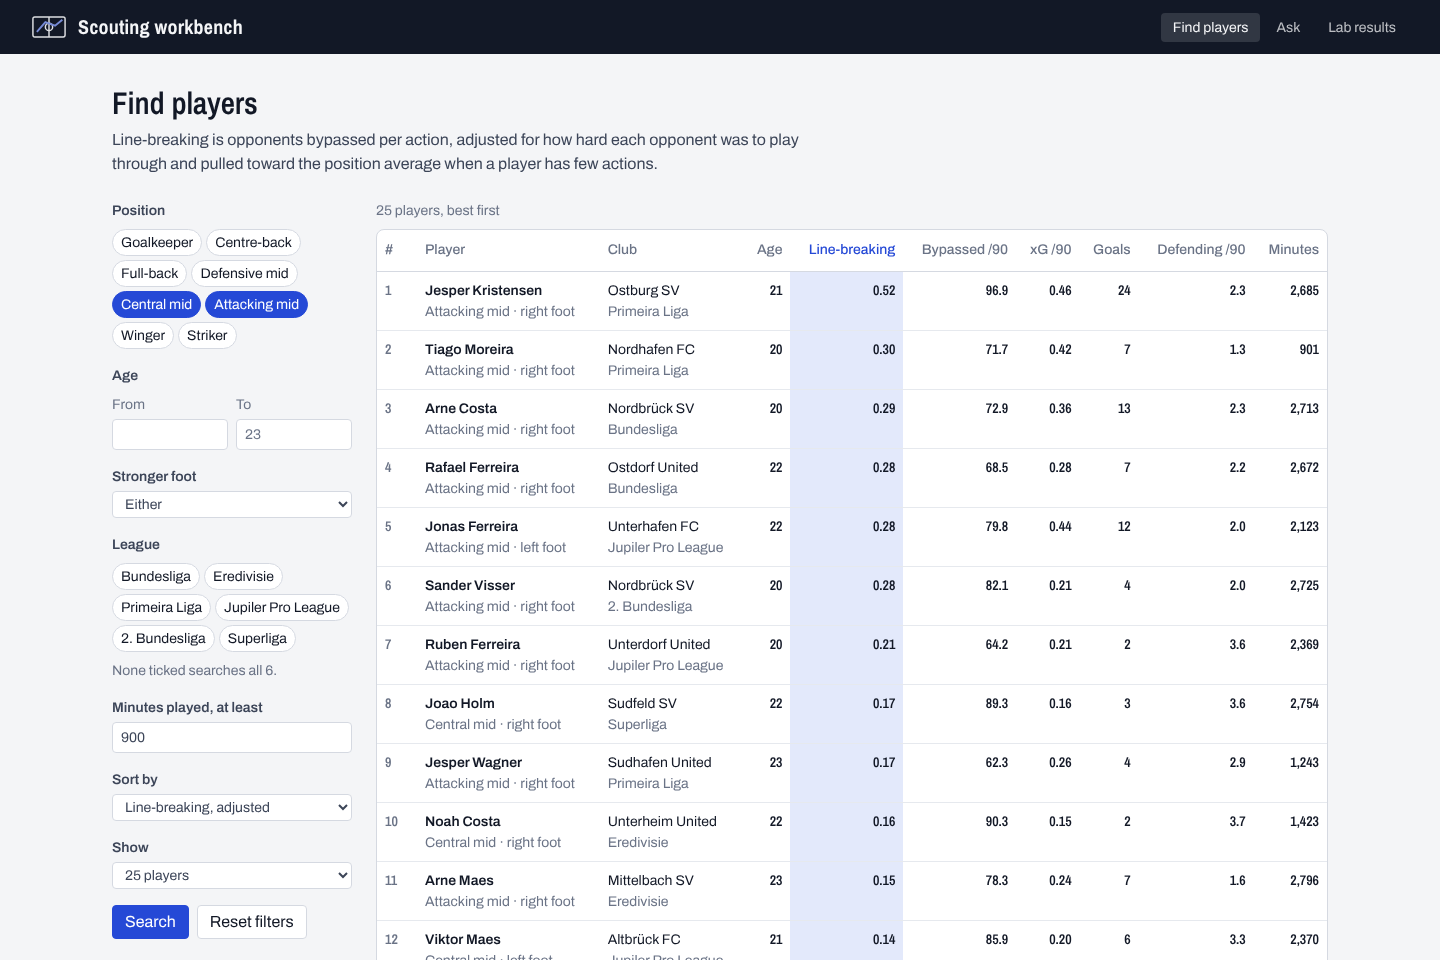 Scouting workbench
Find players
Ask
Lab results
Find players
Line-breaking is opponents bypassed per action, adjusted for how hard each opponent was to play
through and pulled toward the position average when a player has few actions.
Position
Goalkeeper Centre-back
Full-back Defensive mid
Central mid Attacking mid
Winger Striker
Age
From To
23
Stronger foot
Either
League
Bundesliga Eredivisie
Primeira Liga Jupiler Pro League
2. Bundesliga Superliga
None ticked searches all 6.
Minutes played, at least
900
Sort by
Line-breaking, adjusted
Show
25 players
Search Reset filters
25 players, best first
# Player Club Age Line-breaking Bypassed /90 xG /90 Goals Defending /90 Minutes
1 Jesper Kristensen Ostburg SV 21 0.52 96.9 0.46 24 2.3 2,685
Attacking mid · right foot Primeira Liga
2 Tiago Moreira Nordhafen FC 20 0.30 71.7 0.42 7 1.3 901
Attacking mid · right foot Primeira Liga
3 Arne Costa Nordbrück SV 20 0.29 72.9 0.36 13 2.3 2,713
Attacking mid · right foot Bundesliga
4 Rafael Ferreira Ostdorf United 22 0.28 68.5 0.28 7 2.2 2,672
Attacking mid · right foot Bundesliga
5 Jonas Ferreira Unterhafen FC 22 0.28 79.8 0.44 12 2.0 2,123
Attacking mid · left foot Jupiler Pro League
6 Sander Visser Nordbrück SV 20 0.28 82.1 0.21 4 2.0 2,725
Attacking mid · right foot 2. Bundesliga
7 Ruben Ferreira Unterdorf United 20 0.21 64.2 0.21 2 3.6 2,369
Attacking mid · right foot Jupiler Pro League
8 Joao Holm Sudfeld SV 22 0.17 89.3 0.16 3 3.6 2,754
Central mid · right foot Superliga
9 Jesper Wagner Sudhafen United 23 0.17 62.3 0.26 4 2.9 1,243
Attacking mid · right foot Primeira Liga
10 Noah Costa Unterheim United 22 0.16 90.3 0.15 2 3.7 1,423
Central mid · right foot Eredivisie
11 Arne Maes Mittelbach SV 23 0.15 78.3 0.24 7 1.6 2,796
Attacking mid · right foot Eredivisie
12 Viktor Maes Altbrück FC 21 0.14 85.9 0.20 6 3.3 2,370
Central mid · left foot Jupiler Pro League